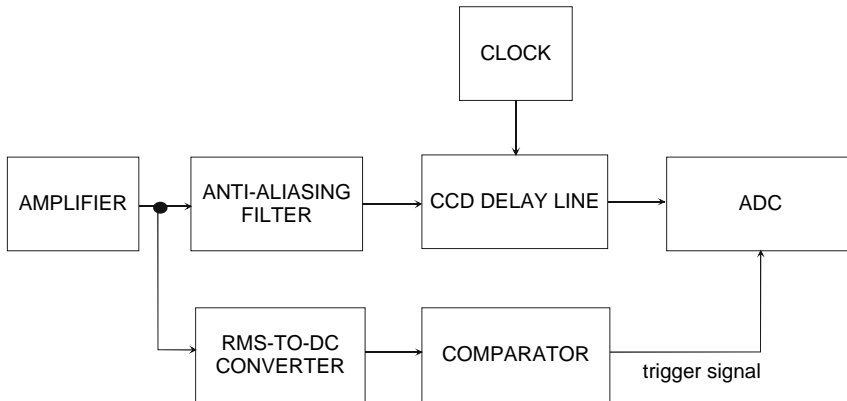 CLOCK
AMPLIFIER
ANTI-ALIASING
FILTER
CCD DELAY LINE
ADC
RMS-TO-DC
CONVERTER
COMPARATOR
trigger signal